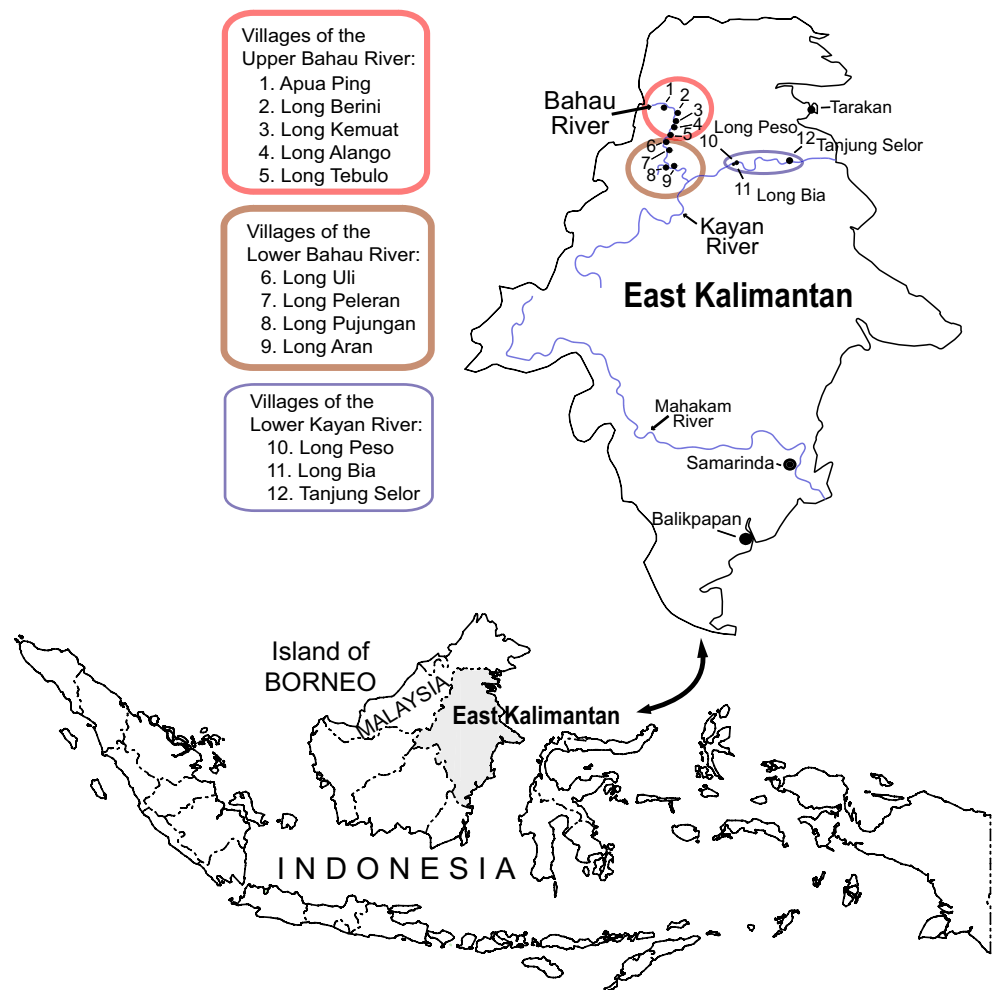 Villages of the
Upper Bahau River:
1. Apua Ping
2. Long Berini
3. Long Kemuat
4. Long Alango
5. Long Tebulo
Villages of the
Lower Bahau River:
6. Long Uli
7. Long Peleran
8. Long Pujungan
9. Long Aran
Villages of the
Lower Kayan River:
10. Long Peso
11. Long Bia
12. Tanjung Selor
Bahau
River
1
2
3
4
5
6
7
8
9
Tarakan
Long Peso
10
12
Tanjung Selor
11
Long Bia
Kayan
River
East Kalimantan
Mahakam
River
Samarinda
Balikpapan
Island of
BORNEO
MALAYSIA
East Kalimantan
INDONESIA